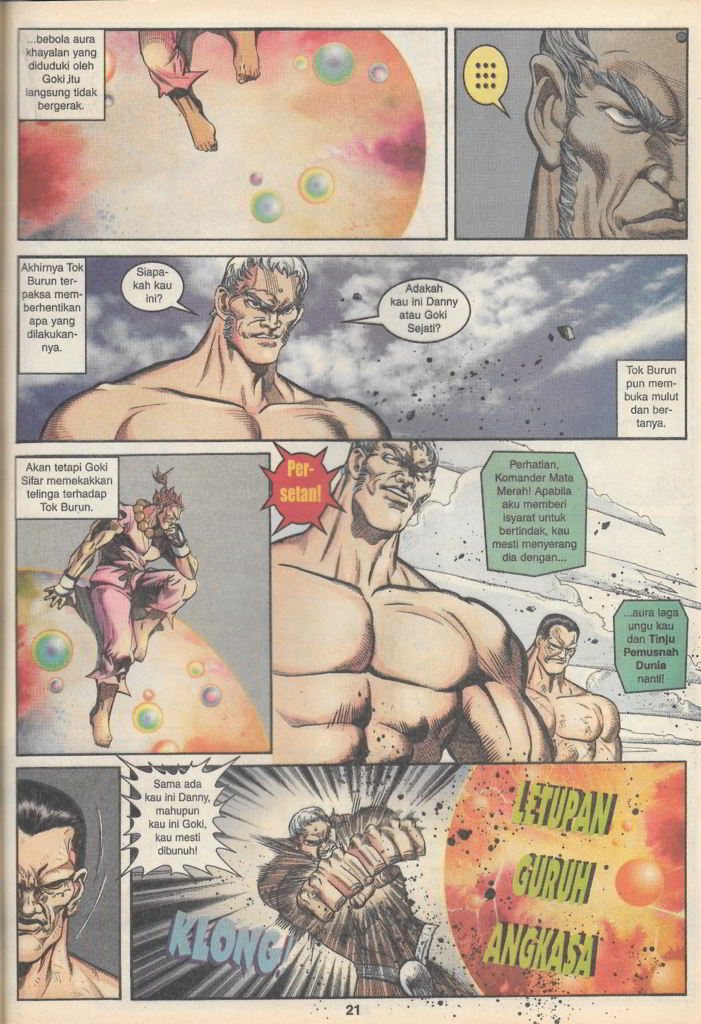 ...bebola aura
khayalan yang
diduduki oleh
Goki itu
langsung tidak
bergerak.
Akhirnya Tok
Burun ter-
paksa mem-
berhentikan
apa yang
dilakukan-
nya.
Siapa-
kah kau
ini?
Adakah
kau ini Danny
atau Goki
Sejati?
Tok Burun
pun mem-
buka mulut
dan ber-
tanya.
Akan tetapi Goki
Sifar memekakkan
telinga terhadap
Tok Burun.
Per-
setan!
Perhatian,
Komander Mata
Merah! Apabila
aku memberi
isyarat untuk
bertindak, kau
mesti menyerang
dia dengan...
...aura laga
ungu kau
dan Tinju
Pemusnah
Dunia
nanti!
Sama ada
kau ini Danny,
mahupun
kau ini Goki,
kau mesti
dibunuh!
KLONG!
LETUPAN
GURUH
ANGKASA
21